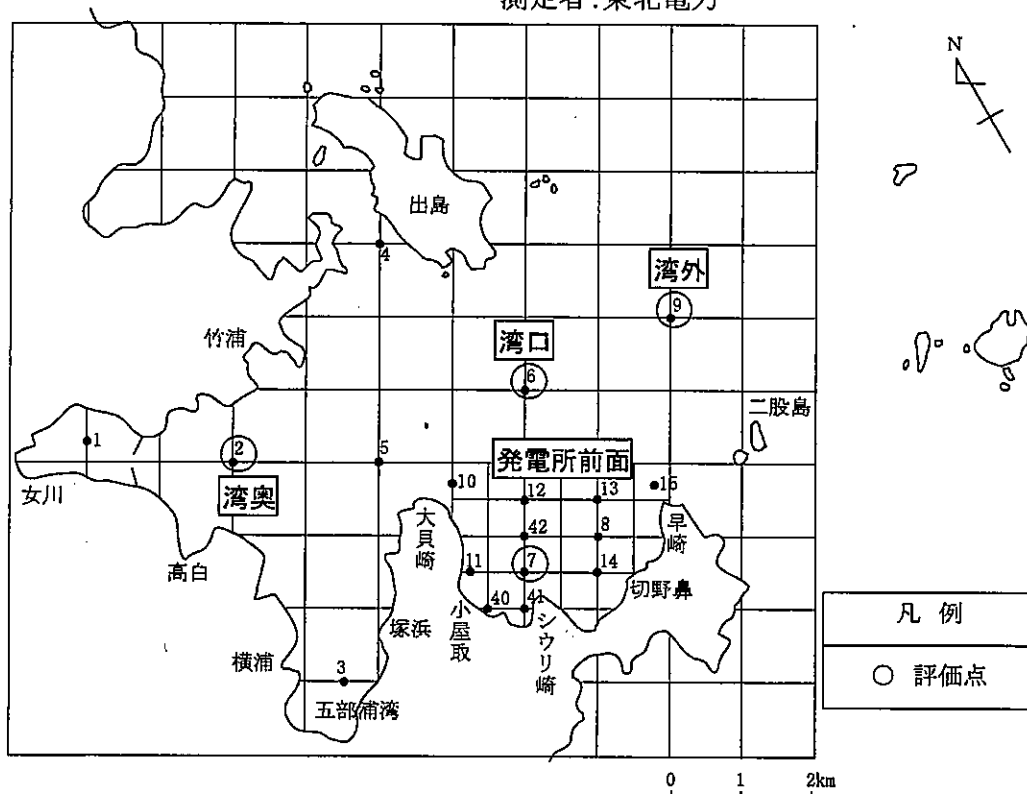 測定者:東北電力
N
出島
4
湾外
9
竹浦
湾口
6
二股島
1
2
5
発電所前面
10
12
13
15
女川
湾奥
大貝崎
42
8
早崎
高白
11
7
14
切野鼻
40
41
小屋取
シウリ崎
塚浜
横浦
3
五部浦湾
凡例
○ 評価点
0 1 2km